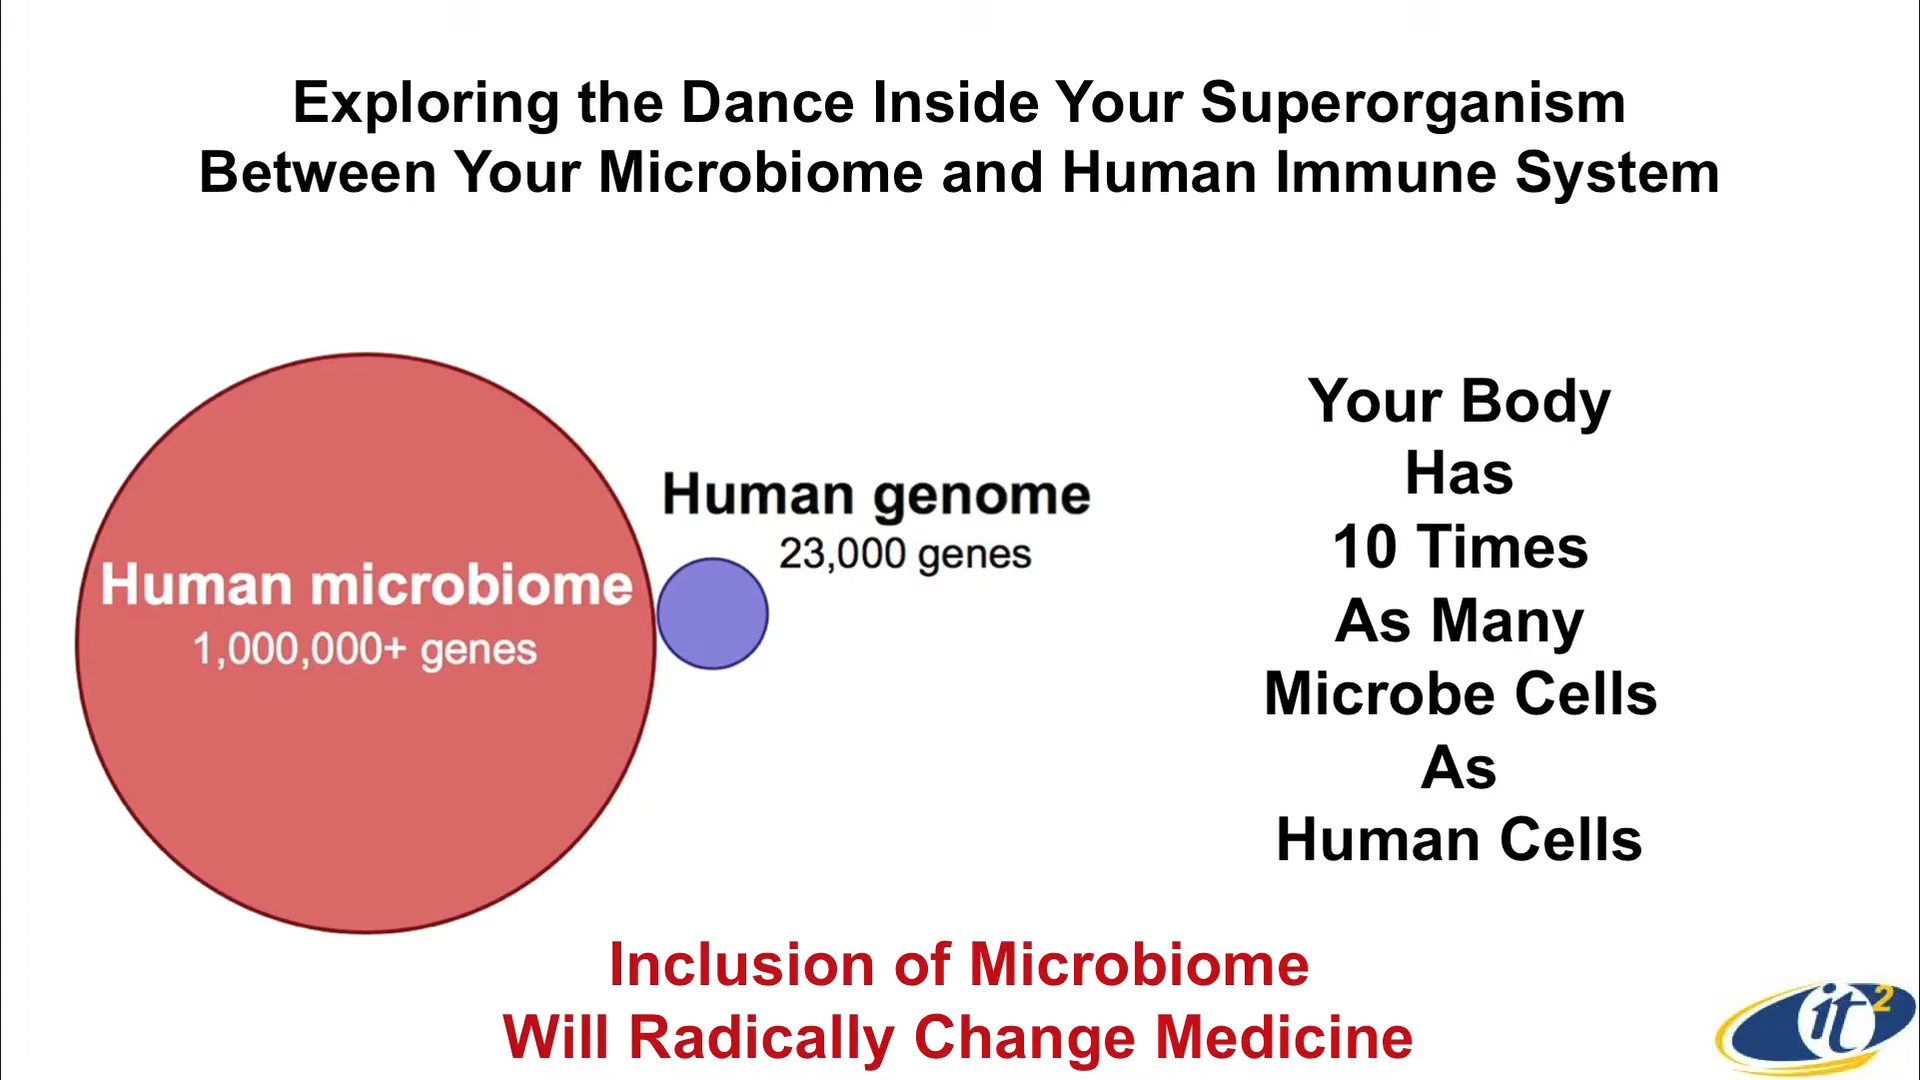 Exploring the Dance Inside Your Superorganism
Between Your Microbiome and Human Immune System
Human microbiome
1,000,000+ genes
Human genome
23,000 genes
Your Body
Has
10 Times
As Many
Microbe Cells
As
Human Cells
Inclusion of Microbiome
Will Radically Change Medicine
it2